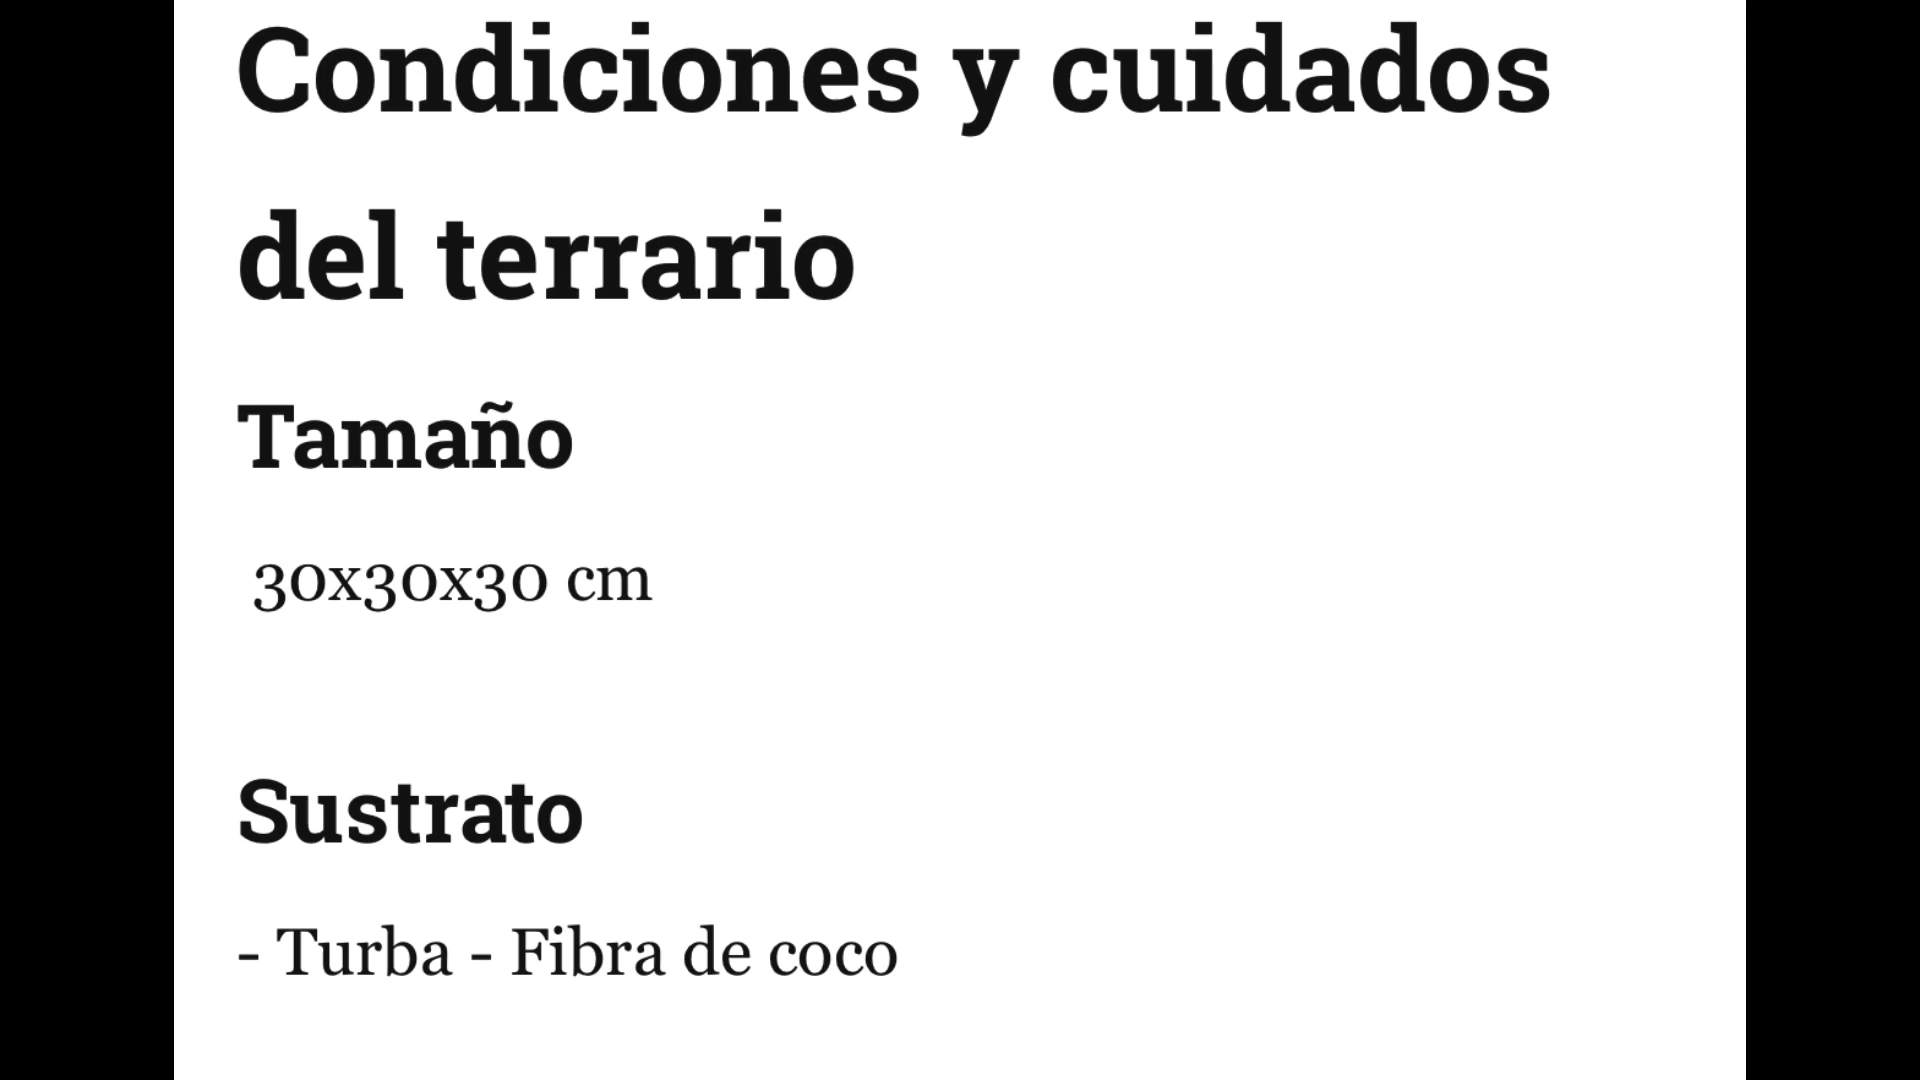 Condiciones y cuidados
del terrario
Tamaño
30x30x30 cm
Sustrato
- Turba - Fibra de coco